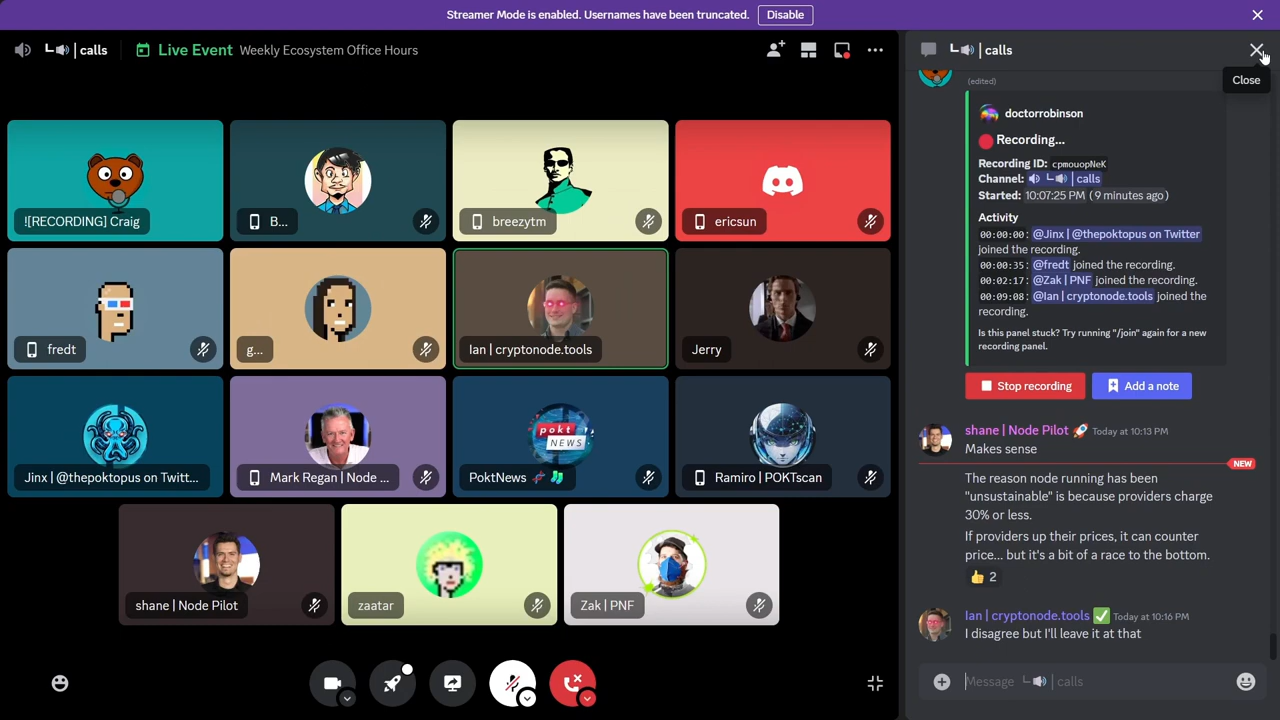 Streamer Mode is enabled. Usernames have been truncated. Disable
calls
Live Event Weekly Ecosystem Office Hours
![RECORDING] Craig
B...
breezytm
ericsun
fredt
g...
Ian | cryptonode.tools
Jerry
Jinx | @thepoktopus on Twitt...
Mark Regan | Node ...
pokt
NEWS
PoktNews
Ramiro | POKTscan
shane | Node Pilot
zaatar
Zak | PNF
calls
Close
(edited)
doctorrobinson
Recording...
Recording ID: cpmouopNeK
Channel: calls
Started: 10:07:25 PM (9 minutes ago)
Activity
00:00:00: @Jinx | @thepoktopus on Twitter
joined the recording.
00:00:35: @fredt joined the recording.
00:02:17: @Zak | PNF joined the recording.
00:09:08: @Ian | cryptonode.tools joined the
recording.
Is this panel stuck? Try running "/join" again for a new
recording panel.
Stop recording Add a note
shane | Node Pilot Today at 10:13 PM
Makes sense
NEW
The reason node running has been
"unsustainable" is because providers charge
30% or less.
If providers up their prices, it can counter
price... but it's a bit of a race to the bottom.
2
Ian | cryptonode.tools Today at 10:16 PM
I disagree but I'll leave it at that
Message calls